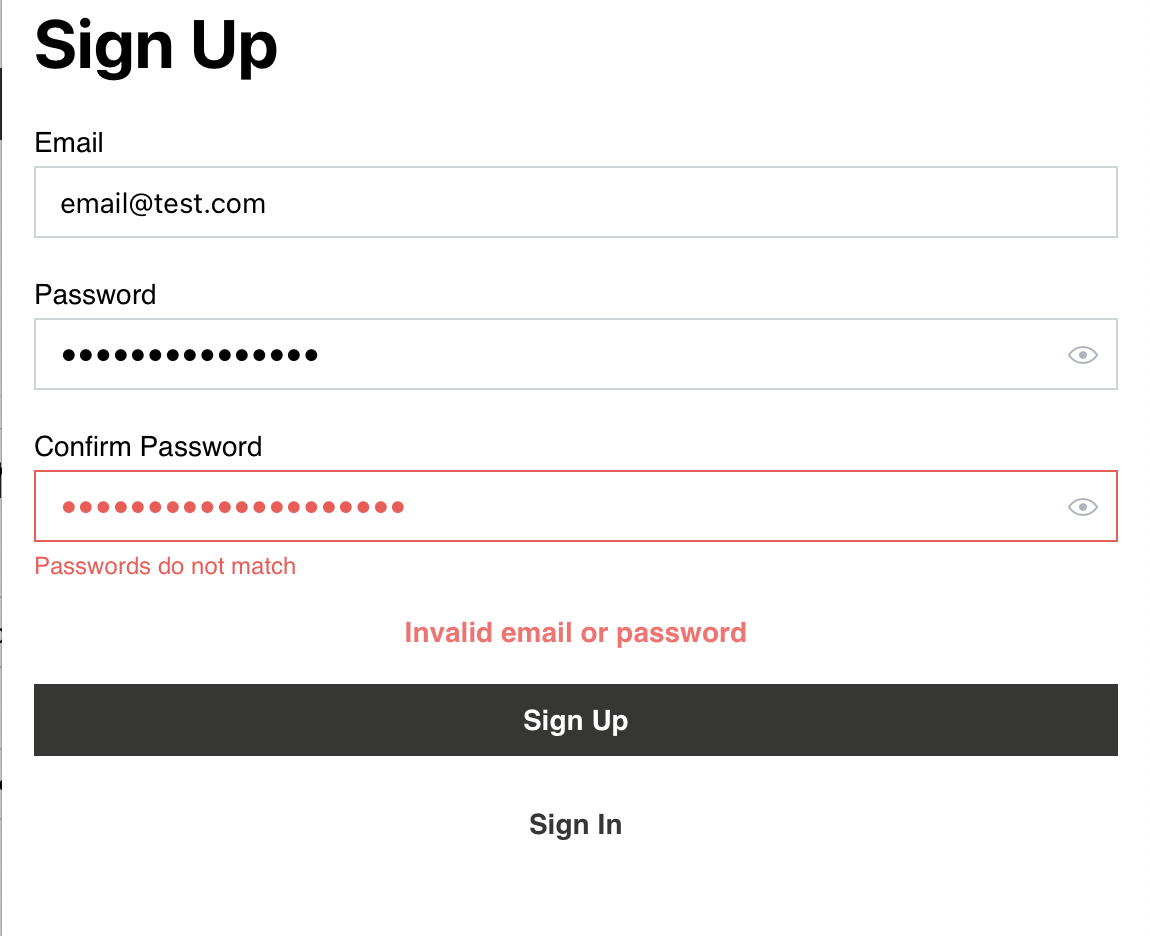 Sign Up
Email
email@test.com
Password
•••••••••••••••
Confirm Password
••••••••••••••••••••
Passwords do not match
Invalid email or password
Sign Up
Sign In